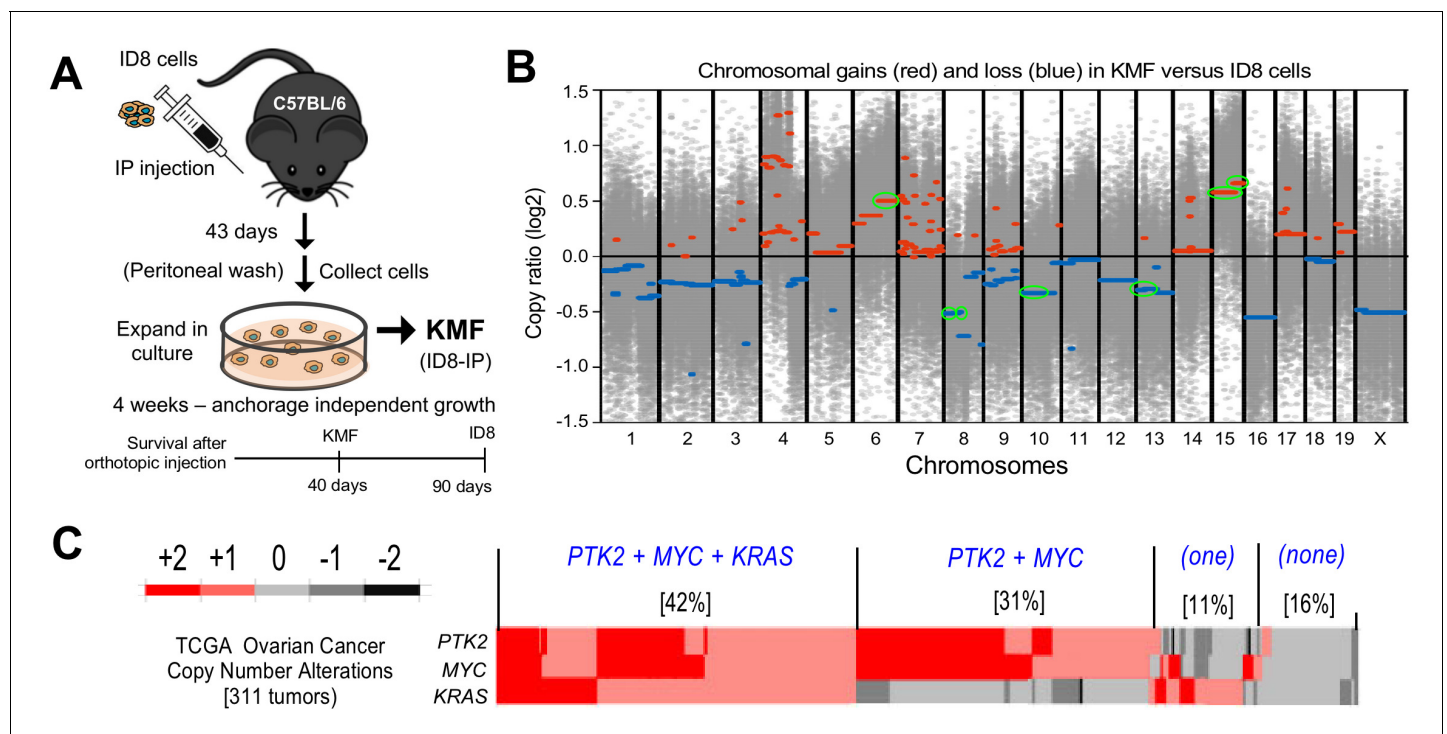 A
ID8 cells
C57BL/6
IP injection
43 days
(Peritoneal wash)
Collect cells
Expand in
culture
KMF
(ID8-IP)
4 weeks – anchorage independent growth
Survival after
orthotopic injection
KMF
ID8
40 days
90 days
B
Chromosomal gains (red) and loss (blue) in KMF versus ID8 cells
Copy ratio (log2)
1.5
1.0
0.5
0.0
-0.5
-1.0
-1.5
1 2 3 4 5 6 7 8 9 10 11 12 13 14 15 16 17 18 19 X
Chromosomes
C
+2 +1 0 -1 -2
TCGA Ovarian Cancer
Copy Number Alterations
[311 tumors)
PTK2 + MYC + KRAS
PTK2 + MYC
(one)
(none)
[42%]
[31%]
[11%]
[16%]
PTK2
MYC
KRAS